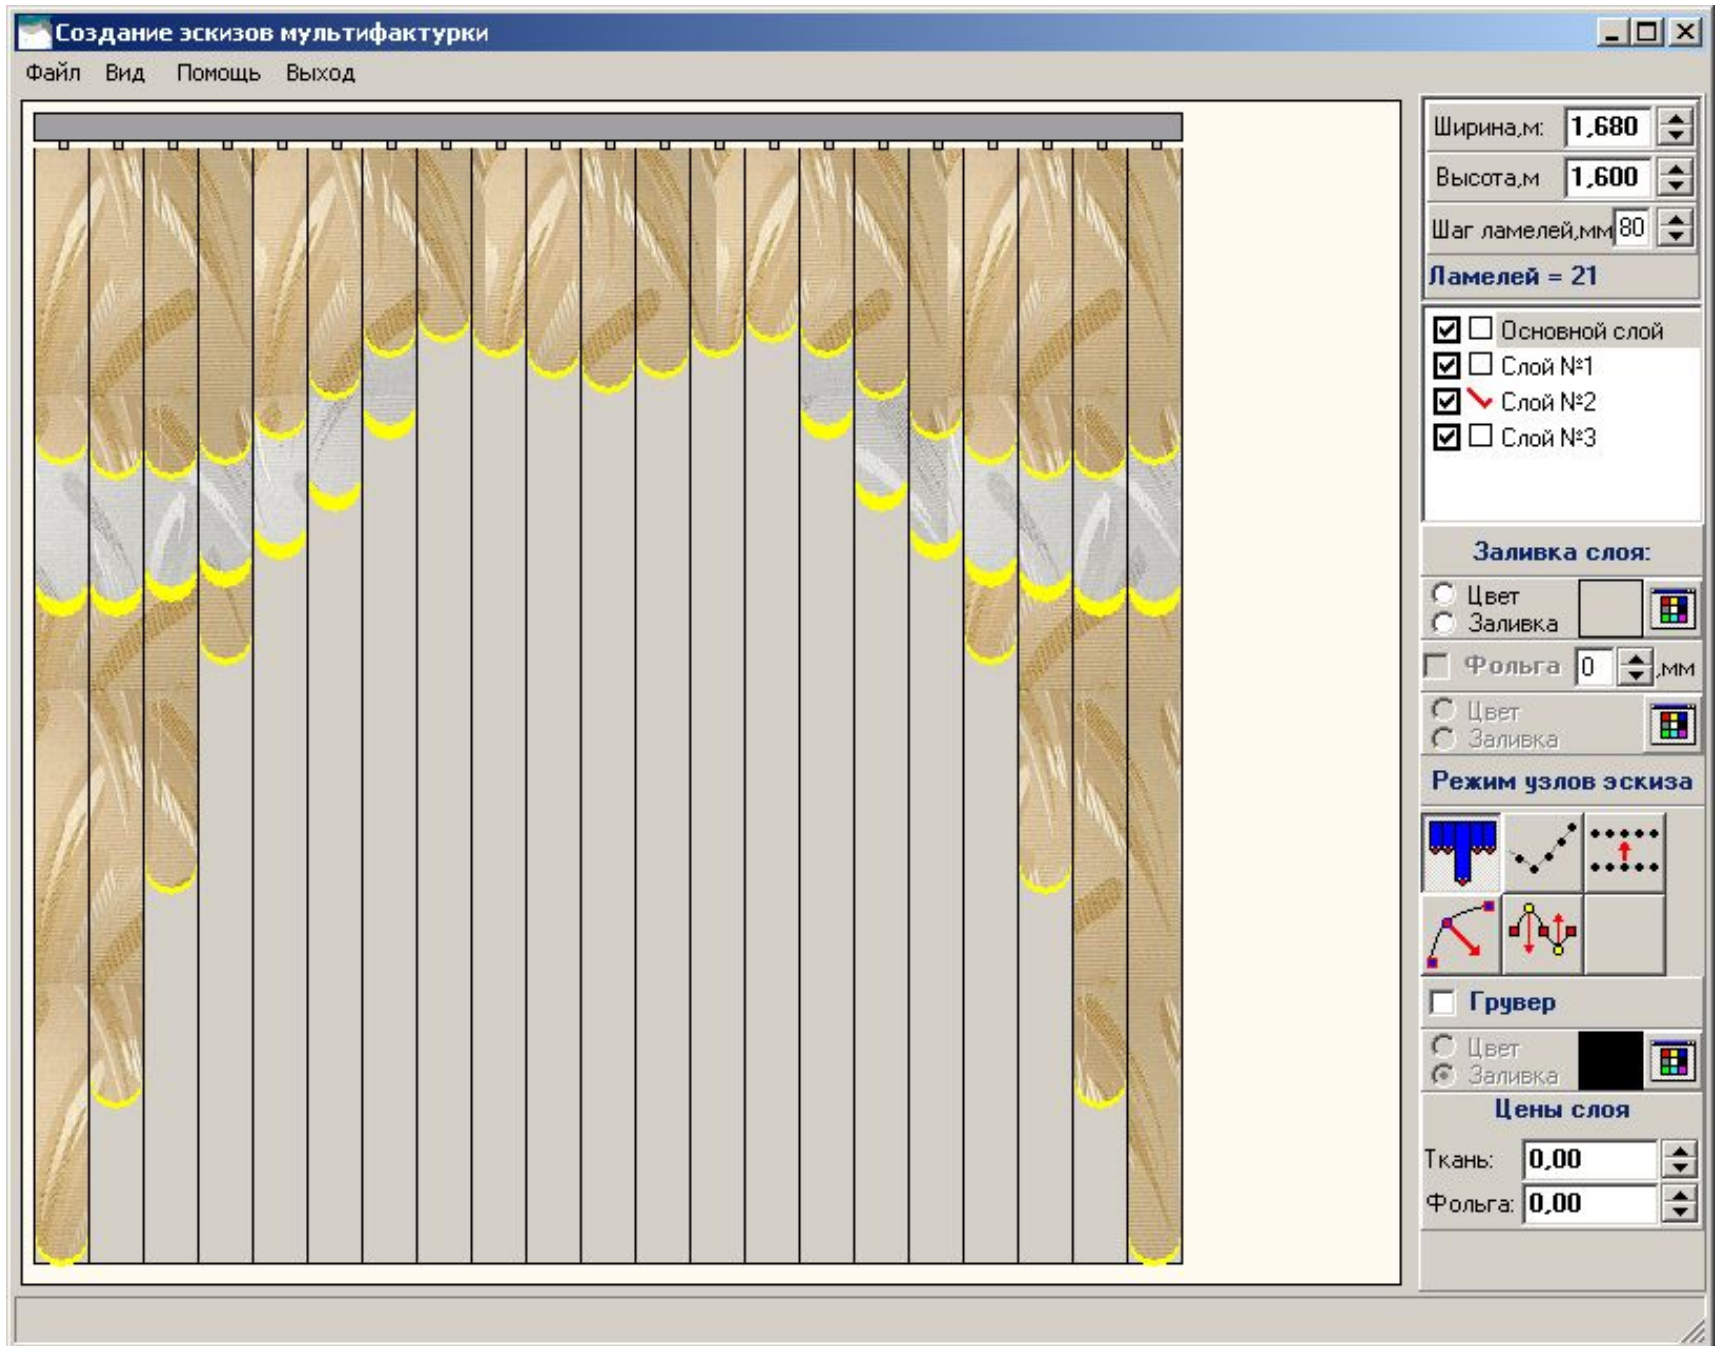 Создание эскизов мультифактурки
Файл Вид Помощь Выход
Ширина,м: 1,680
Высота,м 1,600
Шаг ламелей,мм 80
Ламелей = 21
Основной слой
Слой №1
Слой №2
Слой №3
Заливка слоя:
Цвет
Заливка
Фольга 0 ,мм
Цвет
Заливка
Режим узлов эскиза
Грувер
Цвет
Заливка
Цены слоя
Ткань: 0,00
Фольга: 0,00